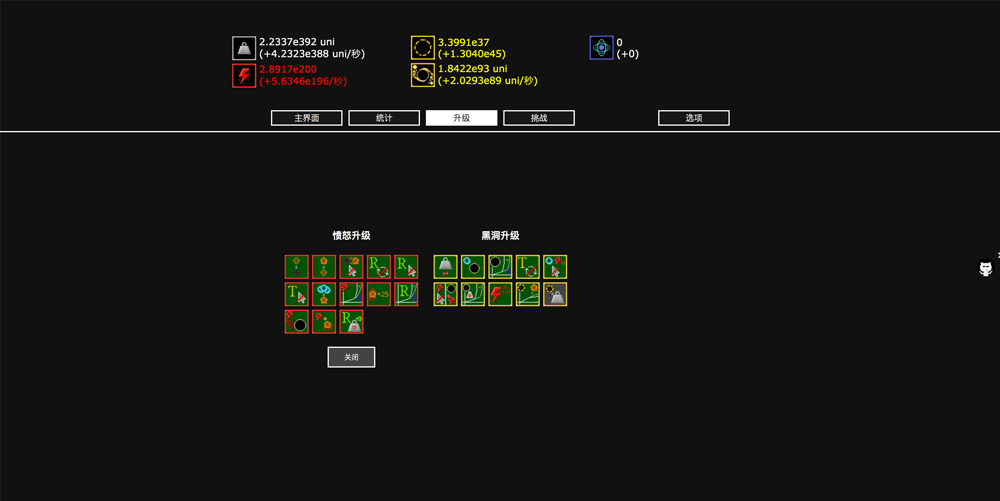 2.2337e392 uni
(+4.2323e388 uni/秒)
3.3991e37
(+1.3040e45)
0
(+0)
2.8917e200
(+5.6346e196/秒)
1.8422e93 uni
(+2.0293e89 uni/秒)
主界面
统计
升级
挑战
选项
愤怒升级
黑洞升级
R
R
T
T
+25
R
R
关闭